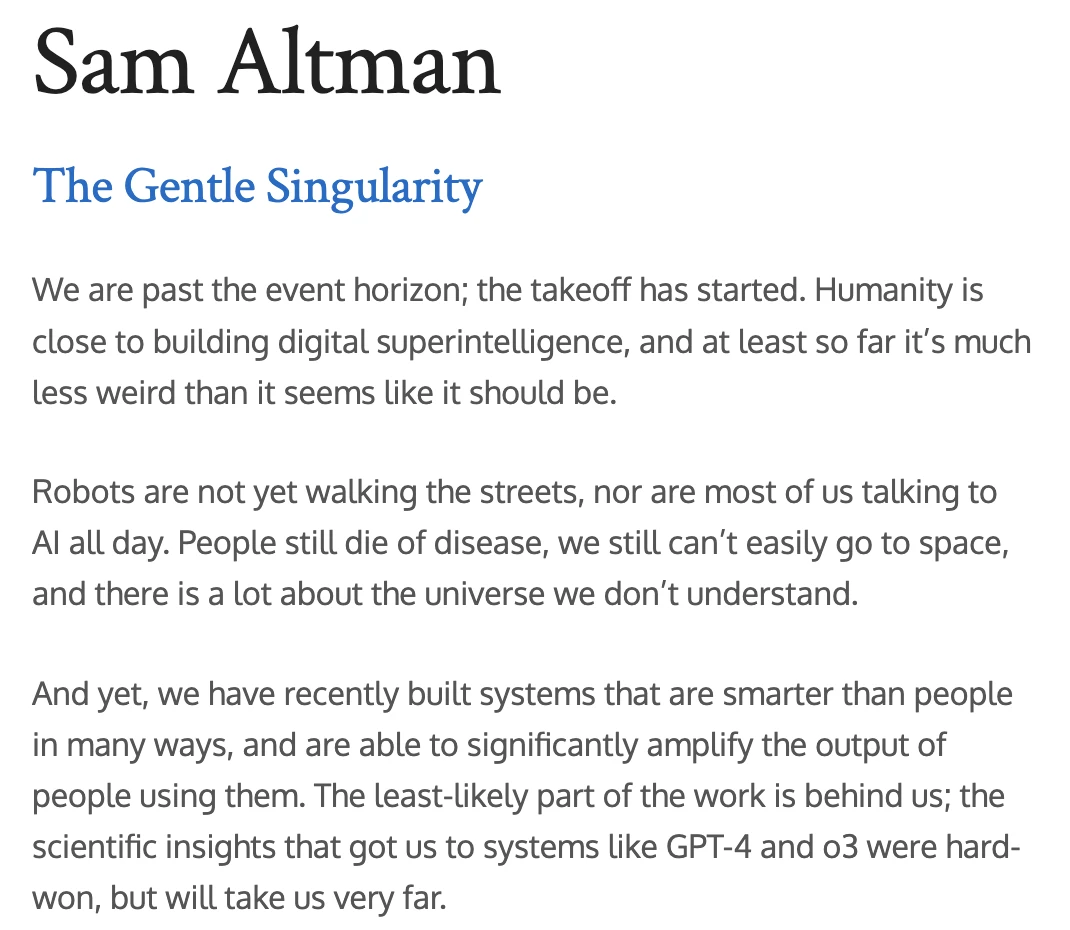 Sam Altman
The Gentle Singularity
We are past the event horizon; the takeoff has started. Humanity is
close to building digital superintelligence, and at least so far it’s much
less weird than it seems like it should be.
Robots are not yet walking the streets, nor are most of us talking to
AI all day. People still die of disease, we still can’t easily go to space,
and there is a lot about the universe we don’t understand.
And yet, we have recently built systems that are smarter than people
in many ways, and are able to significantly amplify the output of
people using them. The least-likely part of the work is behind us; the
scientific insights that got us to systems like GPT-4 and o3 were hard-
won, but will take us very far.